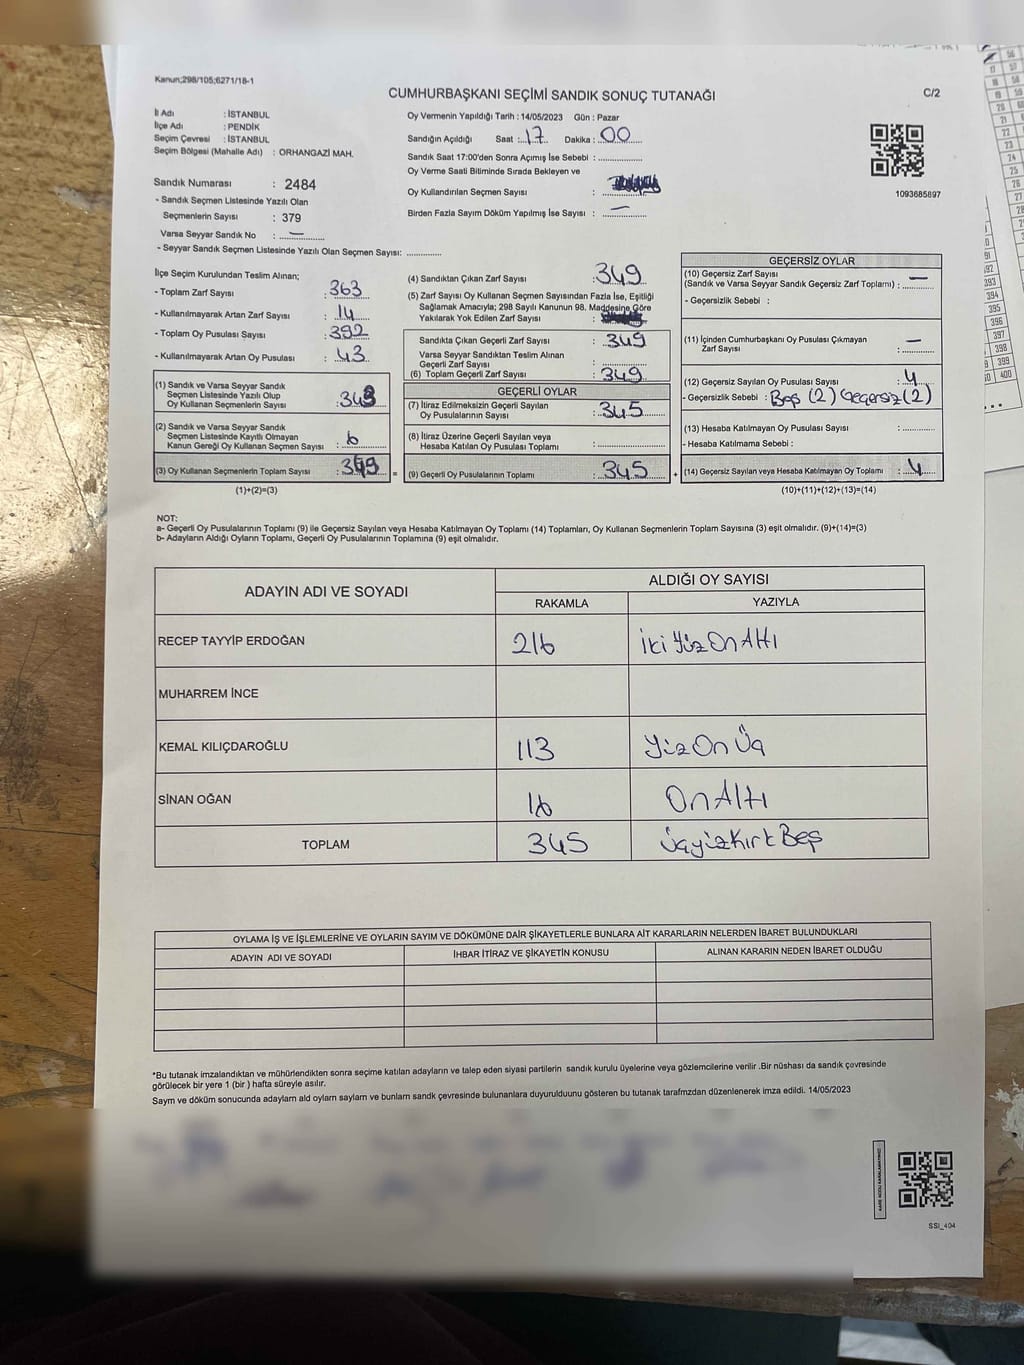 Kanun;298/105;6271/18-1
CUMHURBAŞKANI SEÇİMİ SANDIK SONUÇ TUTANAĞI
C/2
İl Adı : İSTANBUL
İlçe Adı : PENDİK
Seçim Çevresi : İSTANBUL
Seçim Bölgesi (Mahalle Adı) : ORHANGAZİ MAH.
Sandık Numarası : 2484
- Sandık Seçmen Listesinde Yazılı Olan
Seçmenlerin Sayısı : 379
Varsa Seyyar Sandık No : —
- Seyyar Sandık Seçmen Listesinde Yazılı Olan Seçmen Sayısı: ..............
Oy Vermenin Yapıldığı Tarih : 14/05/2023 Gün : Pazar
Sandığın Açıldığı Saat : 17 Dakika : 00
Sandık Saat 17:00'den Sonra Açımış İse Sebebi : ..............
Oy Verme Saati Bitiminde Sırada Bekleyen ve
Oy Kullandırılan Seçmen Sayısı :
Birden Fazla Sayım Döküm Yapılmış İse Sayısı : —
1093685897
İlçe Seçim Kurulundan Teslim Alınan;
- Toplam Zarf Sayısı : 363
- Kullanılmayarak Artan Zarf Sayısı : 14
- Toplam Oy Pusulası Sayısı : 392
- Kullanılmayarak Artan Oy Pusulası : 43
(1) Sandık ve Varsa Seyyar Sandık
Seçmen Listesinde Yazılı Olup
Oy Kullanan Seçmenlerin Sayısı : 343
(2) Sandık ve Varsa Seyyar Sandık
Seçmen Listesinde Kayıtlı Olmayan
Kanun Gereği Oy Kullanan Seçmen Sayısı : 6
(3) Oy Kullanan Seçmenlerin Toplam Sayısı : 349 =
(1)+(2)=(3)
(4) Sandıktan Çıkan Zarf Sayısı : 349
(5) Zarf Sayısı Oy Kullanan Seçmen Sayısından Fazla İse, Eşitliği
Sağlamak Amacıyla; 298 Sayılı Kanunun 98. Maddesine Göre
Yakılarak Yok Edilen Zarf Sayısı :
Sandıkta Çıkan Geçerli Zarf Sayısı : 349
Varsa Seyyar Sandıktan Teslim Alınan
Geçerli Zarf Sayısı :
(6) Toplam Geçerli Zarf Sayısı : 349
GEÇERLİ OYLAR
(7) İtiraz Edilmeksizin Geçerli Sayılan
Oy Pusulalarının Sayısı : 345
(8) İtiraz Üzerine Geçerli Sayılan veya
Hesaba Katılan Oy Pusulası Toplamı :
(9) Geçerli Oy Pusulalarının Toplamı : 345 +
GEÇERSİZ OYLAR
(10) Geçersiz Zarf Sayısı
(Sandık ve Varsa Seyyar Sandık Geçersiz Zarf Toplamı) : —
- Geçersizlik Sebebi :
(11) İçinden Cumhurbaşkanı Oy Pusulası Çıkmayan
Zarf Sayısı : —
(12) Geçersiz Sayılan Oy Pusulası Sayısı : 4
- Geçersizlik Sebebi : Boş (2) Geçersiz (2)
(13) Hesaba Katılmayan Oy Pusulası Sayısı :
- Hesaba Katılmama Sebebi :
(14) Geçersiz Sayılan veya Hesaba Katılmayan Oy Toplamı : 4
(10)+(11)+(12)+(13)=(14)
NOT:
a- Geçerli Oy Pusulalarının Toplamı (9) ile Geçersiz Sayılan veya Hesaba Katılmayan Oy Toplamı (14) Toplamları, Oy Kullanan Seçmenlerin Toplam Sayısına (3) eşit olmalıdır. (9)+(14)=(3)
b- Adayların Aldığı Oyların Toplamı, Geçerli Oy Pusulalarının Toplamına (9) eşit olmalıdır.
ADAYIN ADI VE SOYADI ALDIĞI OY SAYISI
RAKAMLA YAZIYLA
RECEP TAYYİP ERDOĞAN 216 İki Yüz On Altı
MUHARREM İNCE
KEMAL KILIÇDAROĞLU 113 Yüz On Üç
SİNAN OĞAN 16 On Altı
TOPLAM 345 Üçyüz Kırk Beş
OYLAMA İŞ VE İŞLEMLERİNE VE OYLARIN SAYIM VE DÖKÜMÜNE DAİR ŞİKAYETLERLE BUNLARA AİT KARARLARIN NELERDEN İBARET BULUNDUKLARI
ADAYIN ADI VE SOYADI İHBAR İTİRAZ VE ŞİKAYETİN KONUSU ALINAN KARARIN NEDEN İBARET OLDUĞU
*Bu tutanak imzalandıktan ve mühürlendikten sonra seçime katılan adayların ve talep eden siyasi partilerin sandık kurulu üyelerine veya gözlemcilerine verilir .Bir nüshası da sandık çevresinde
görülecek bir yere 1 (bir ) hafta süreyle asılır.
Saym ve döküm sonucunda adaylarn ald oylarn saylarn ve bunlarn sandk çevresinde bulunanlara duyurulduunu gösteren bu tutanak tarafmzdan düzenlenerek imza edildi. 14/05/2023
SSI_404